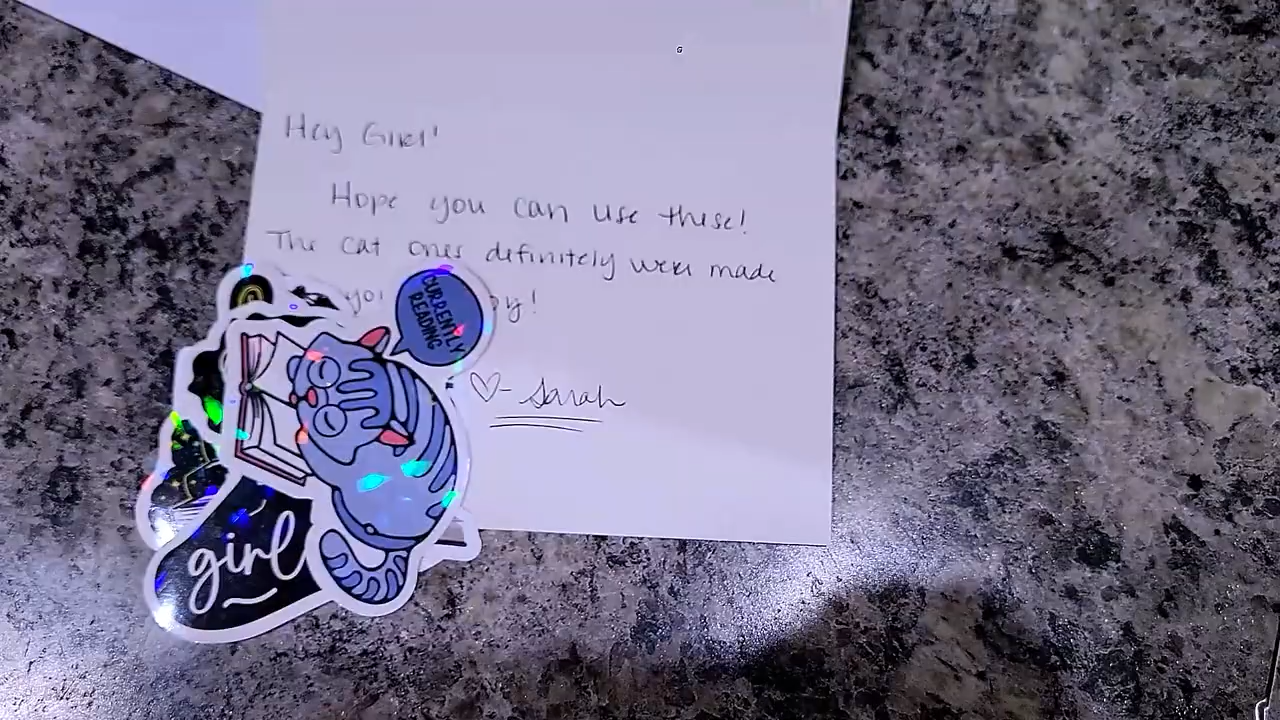 Hey Girl!
Hope you can use these!
The cat ones definitely were made
CURRENTLY
READING
♡- Sarah
girl